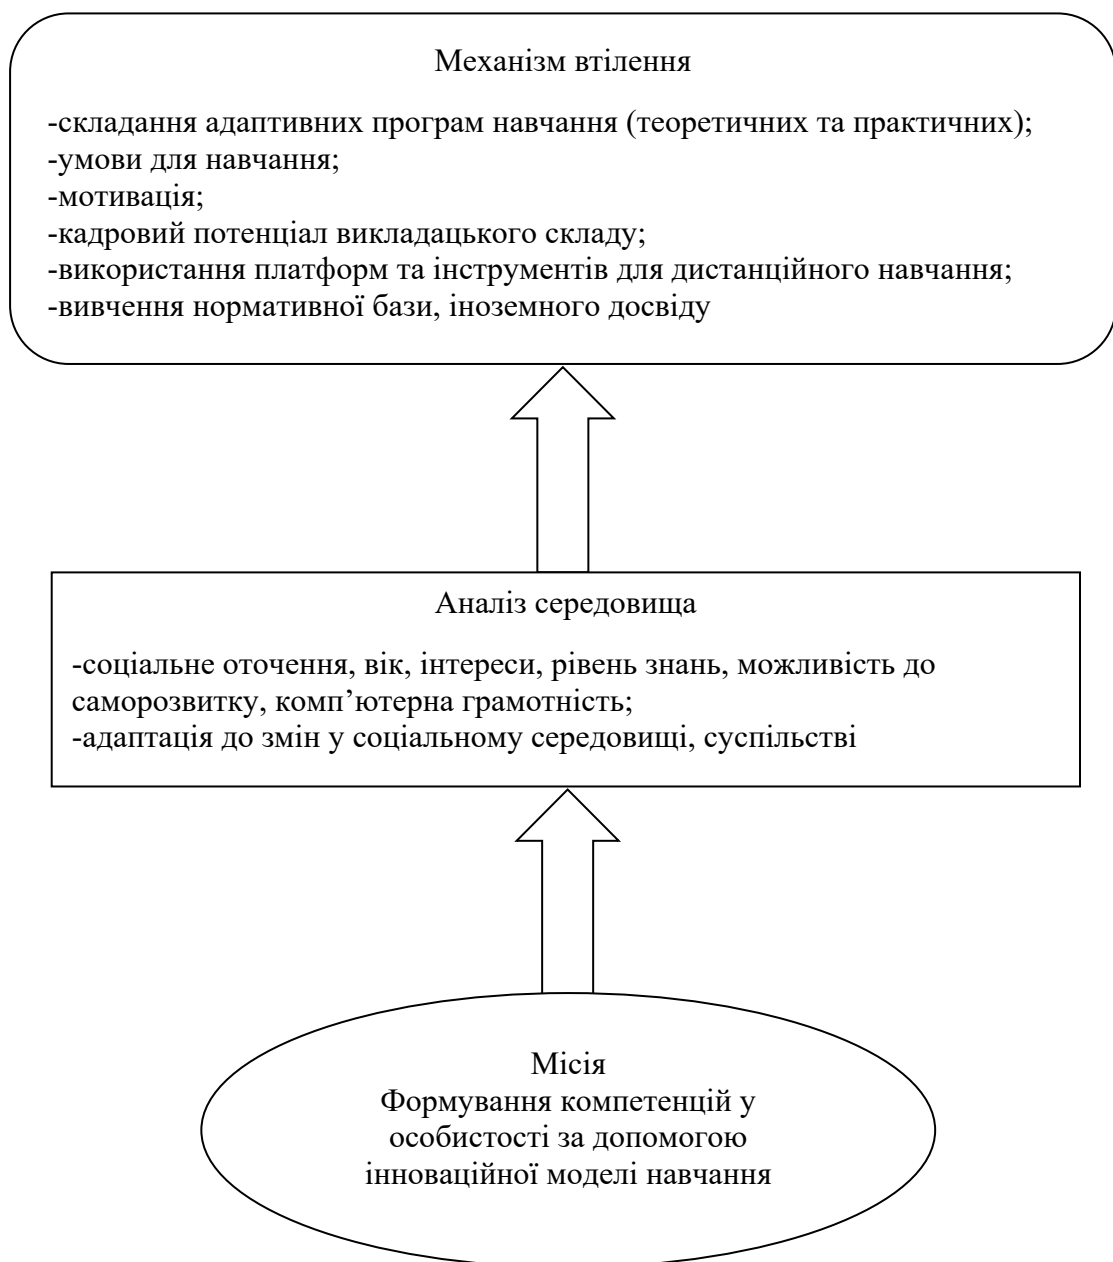 Механізм втілення
-складання адаптивних програм навчання (теоретичних та практичних);
-умови для навчання;
-мотивація;
-кадровий потенціал викладацького складу;
-використання платформ та інструментів для дистанційного навчання;
-вивчення нормативної бази, іноземного досвіду
Аналіз середовища
-соціальне оточення, вік, інтереси, рівень знань, можливість до
саморозвитку, комп’ютерна грамотність;
-адаптація до змін у соціальному середовищі, суспільстві
Місія
Формування компетенцій у
особистості за допомогою
інноваційної моделі навчання